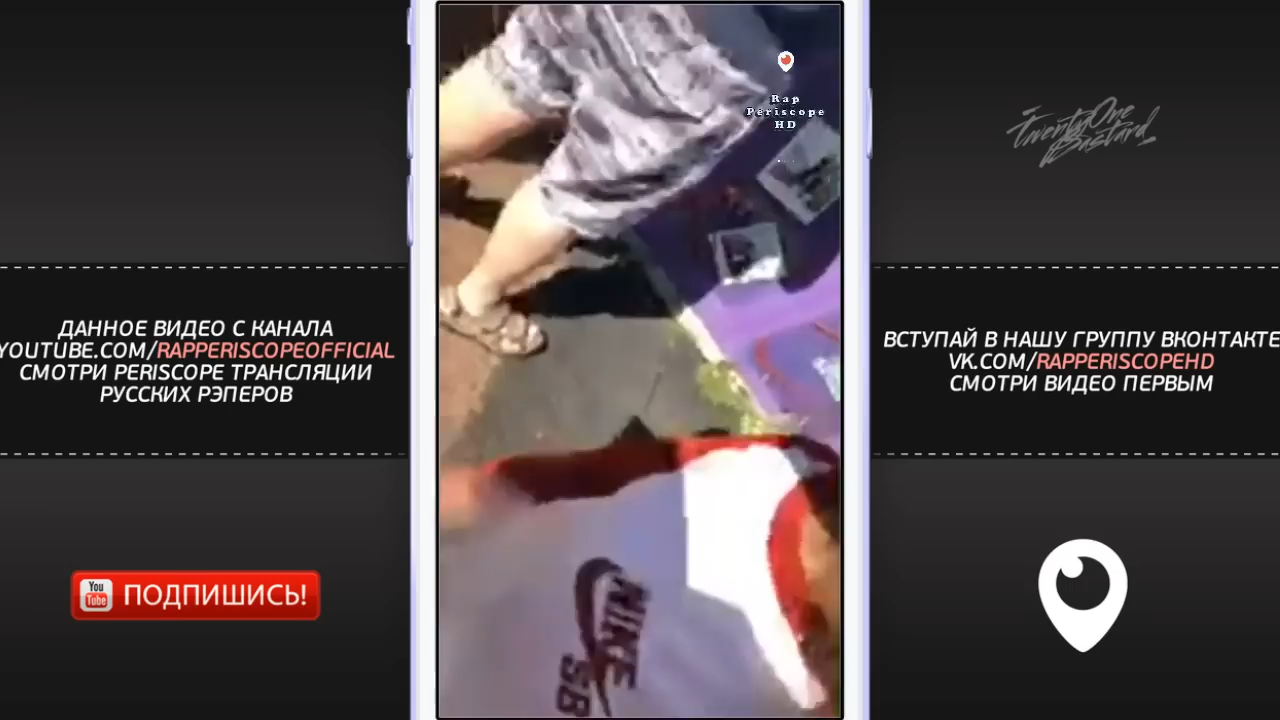 Rap
Periscope
HD
TwentyOne
Bastard
ДАННОЕ ВИДЕО С КАНАЛА
YOUTUBE.COM/RAPPERISCOPEOFFICIAL
СМОТРИ PERISCOPE ТРАНСЛЯЦИИ
РУССКИХ РЭПЕРОВ
ВСТУПАЙ В НАШУ ГРУППУ ВКОНТАКТЕ
VK.COM/RAPPERISCOPEHD
СМОТРИ ВИДЕО ПЕРВЫМ
You
Tube
ПОДПИШИСЬ!
NIKE
SB